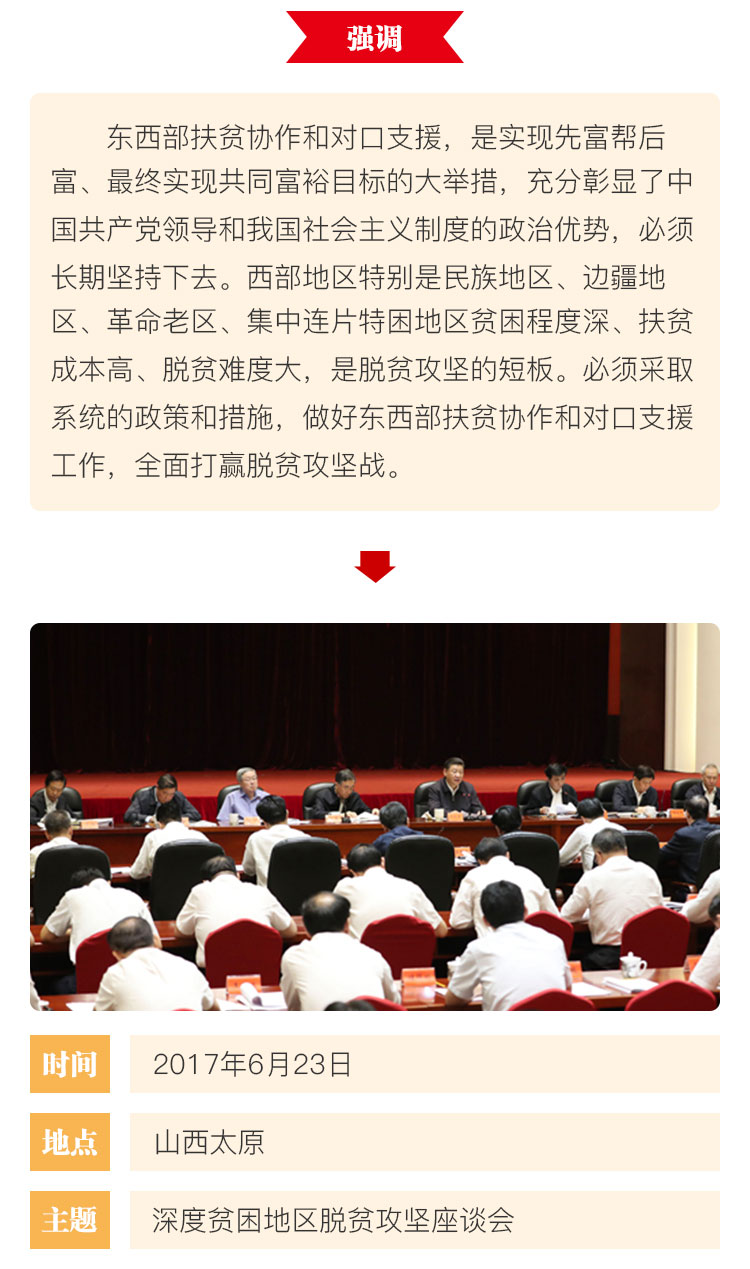 强调
东西部扶贫协作和对口支援，是实现先富帮后
富、最终实现共同富裕目标的大举措，充分彰显了中
国共产党领导和我国社会主义制度的政治优势，必须
长期坚持下去。西部地区特别是民族地区、边疆地
区、革命老区、集中连片特困地区贫困程度深、扶贫
成本高、脱贫难度大，是脱贫攻坚的短板。必须采取
系统的政策和措施，做好东西部扶贫协作和对口支援
工作，全面打赢脱贫攻坚战。
时间
2017年6月23日
地点
山西太原
主题
深度贫困地区脱贫攻坚座谈会